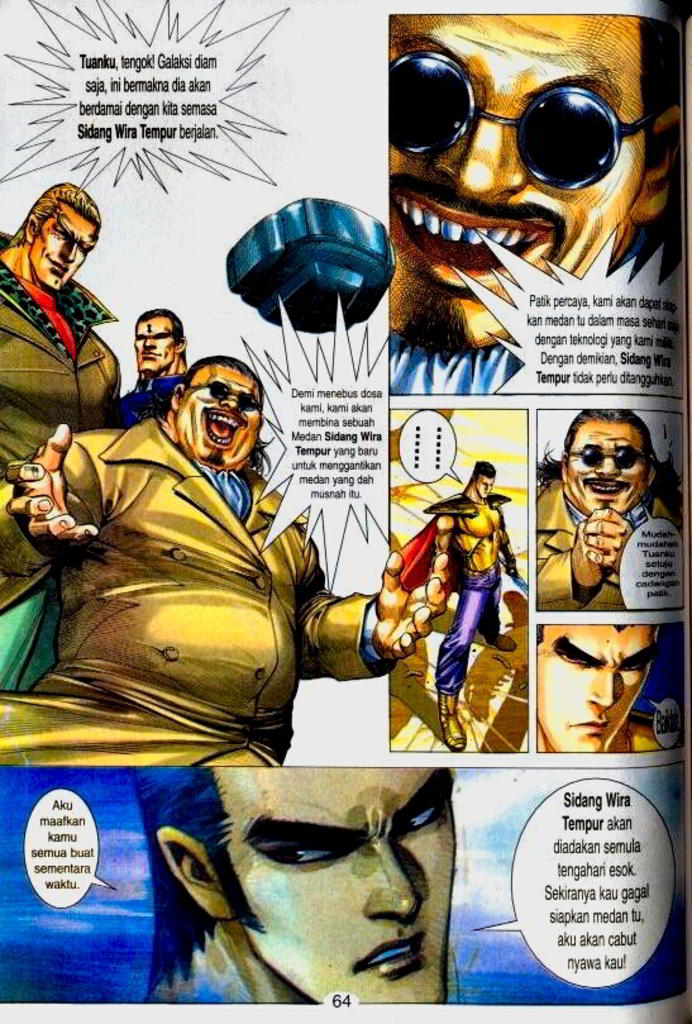 Tuanku, tengok! Galaksi diam
saja, ini bermakna dia akan
berdamai dengan kita semasa
Sidang Wira Tempur berjalan.
Demi menebus dosa
kami, kami akan
membina sebuah
Medan Sidang Wira
Tempur yang baru
untuk menggantikan
medan yang dah
musnah itu.
Patik percaya, kami akan dapat siap-
kan medan tu dalam masa sehari
dengan teknologi yang kami miliki.
Dengan demikian, Sidang Wira
Tempur tidak perlu ditangguhkan.
Mudah-
mudahan
Tuanku
setuju
dengan
cadangan
patik.
Baiklah.
Aku
maafkan
kamu
semua buat
sementara
waktu.
Sidang Wira
Tempur akan
diadakan semula
tengahari esok.
Sekiranya kau gagal
siapkan medan tu,
aku akan cabut
nyawa kau!
64